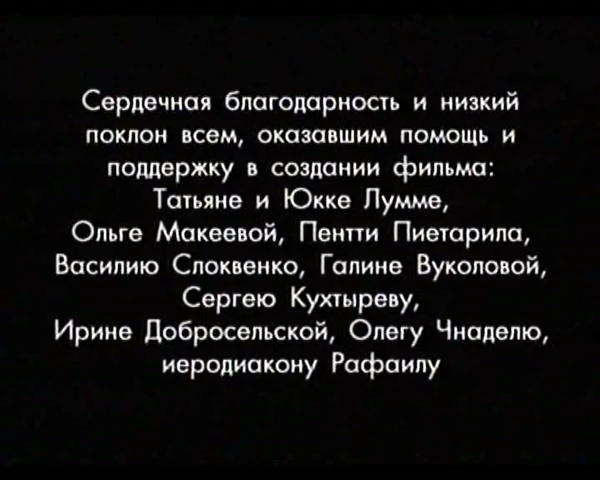 Сердечная благодарность и низкий
поклон всем, оказавшим помощь и
поддержку в создании фильма:
Татьяне и Юкке Лумме,
Ольге Макеевой, Пентти Пиетарила,
Василию Слоквенко, Галине Вуколовой,
Сергею Кухтыреву,
Ирине Добросельской, Олегу Чнаделю,
иеродиакону Рафаилу